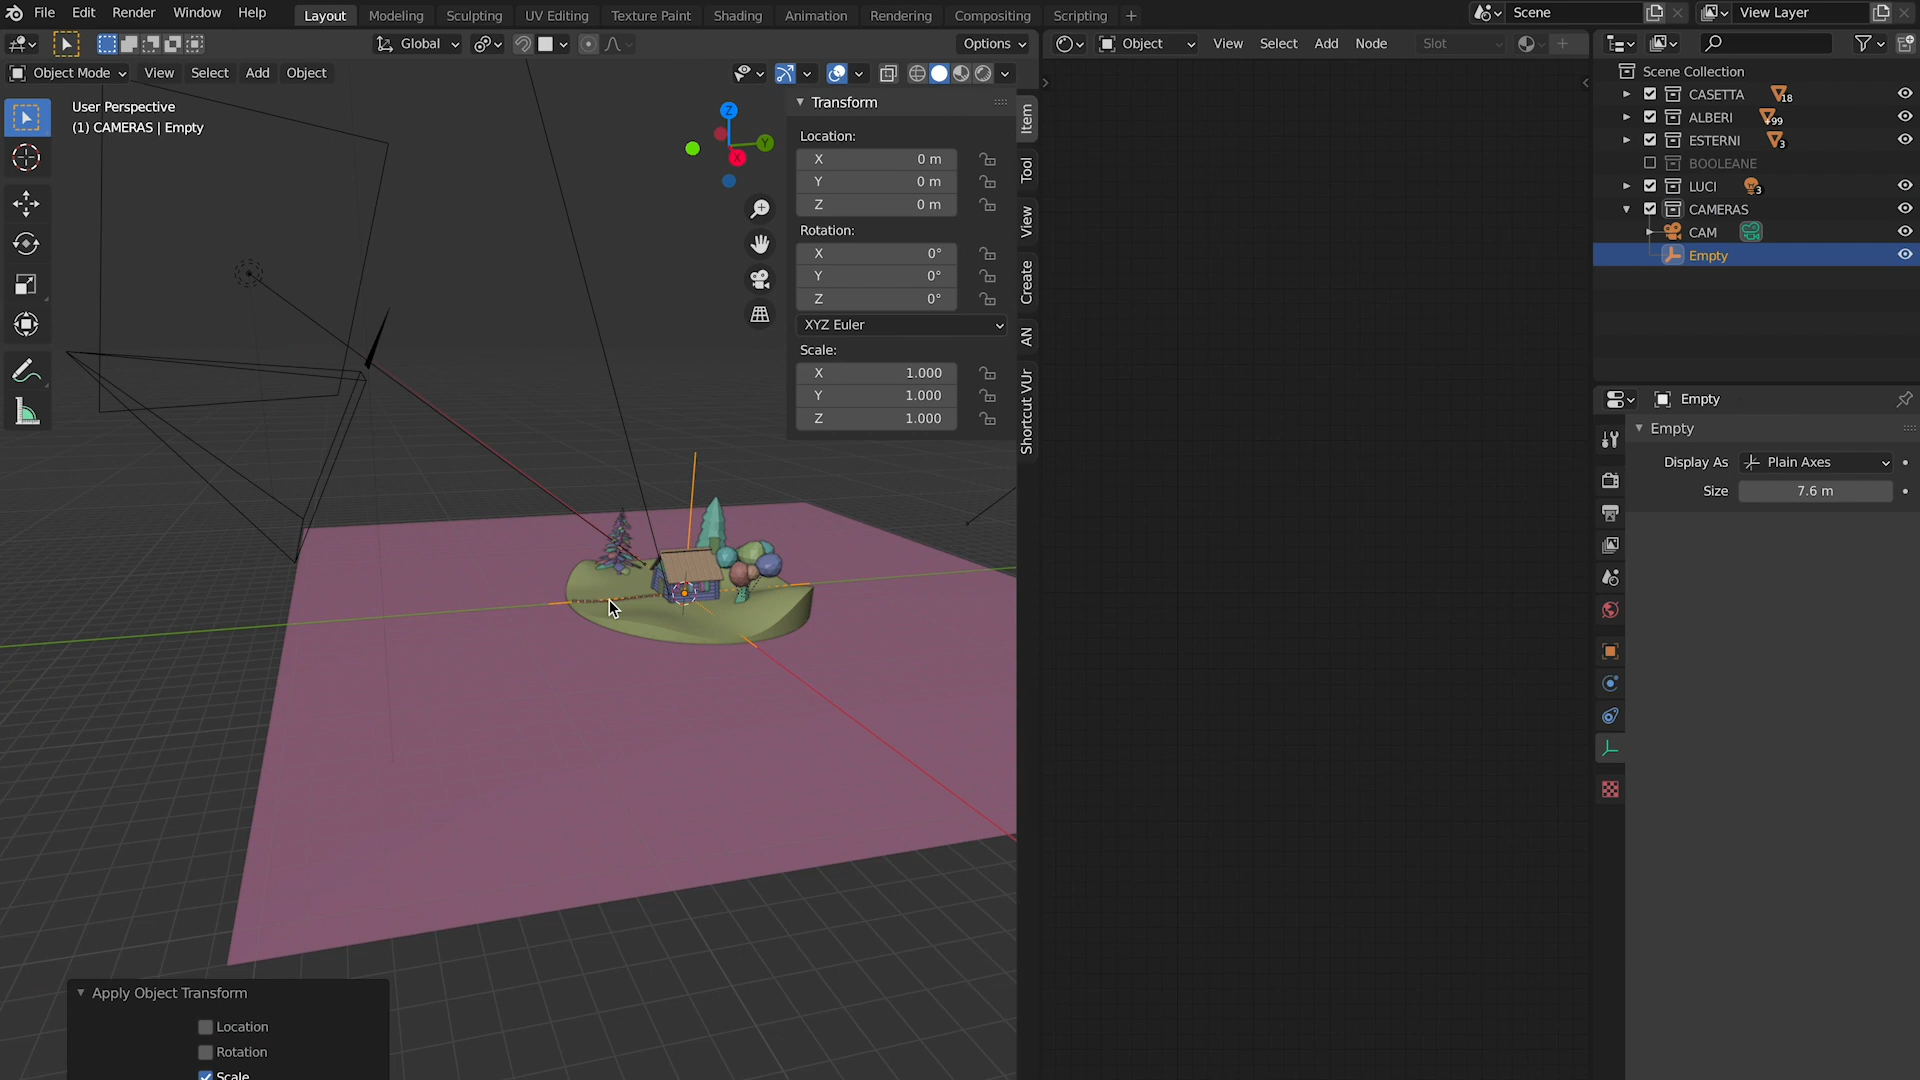 File Edit Render Window Help Layout Modeling Sculpting UV Editing Texture Paint Shading Animation Rendering Compositing Scripting + Scene View Layer
Global Options Object View Select Add Node Slot
Object Mode View Select Add Object
User Perspective
(1) CAMERAS | Empty
Z
Y
X
Transform
Location:
X 0 m
Y 0 m
Z 0 m
Rotation:
X 0°
Y 0°
Z 0°
XYZ Euler
Scale:
X 1.000
Y 1.000
Z 1.000
Item
Tool
View
Create
AN
Shortcut VUr
Scene Collection
CASETTA 18
ALBERI +99
ESTERNI 3
BOOLEANE
LUCI 3
CAMERAS
CAM
Empty
Empty
Empty
Display As Plain Axes
Size 7.6 m
Apply Object Transform
Location
Rotation
Scale